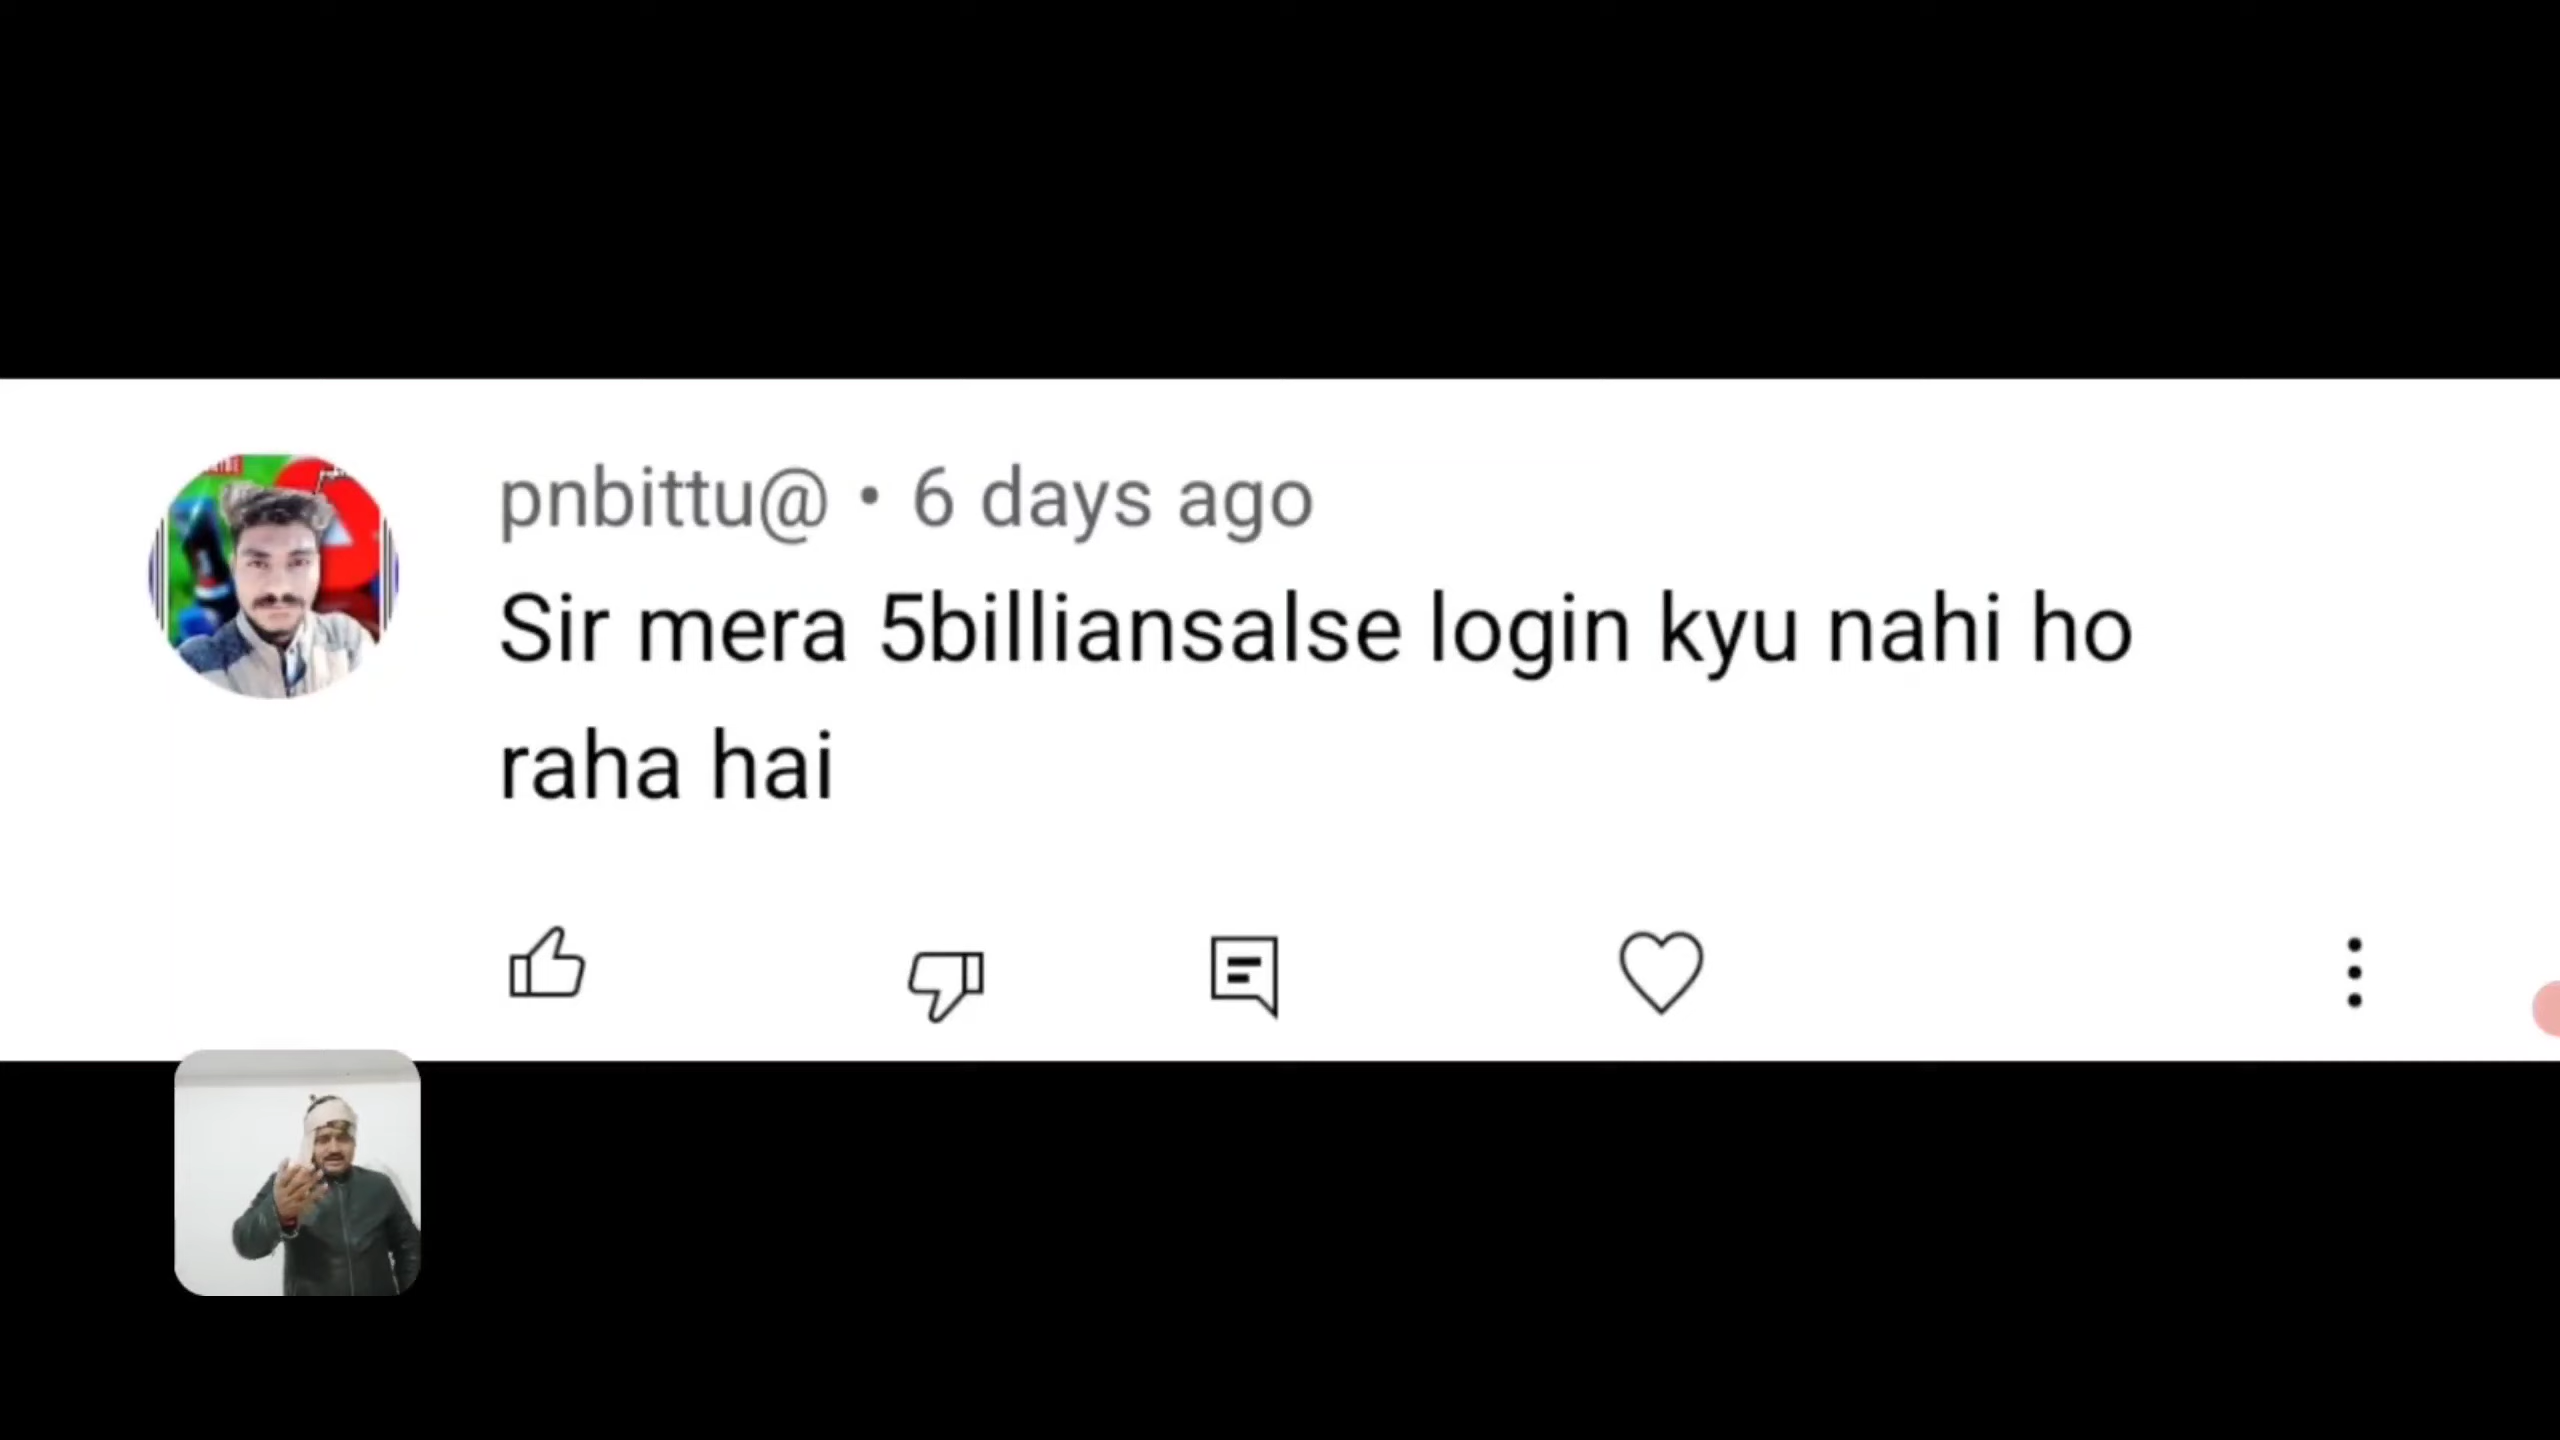 pnbittu@ • 6 days ago
Sir mera 5billiansalse login kyu nahi ho
raha hai